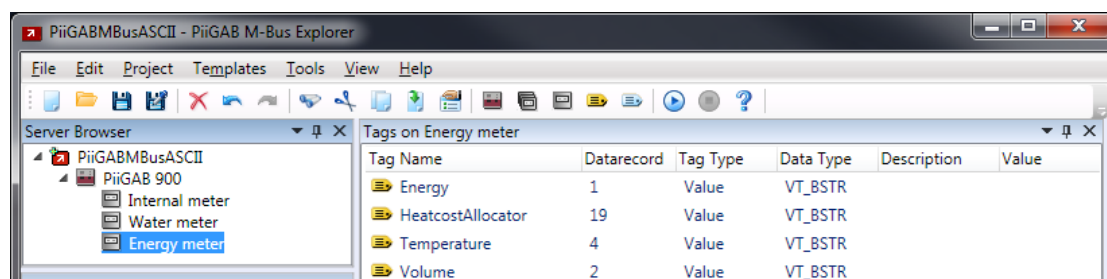 PiiGABMBusASCII - PiiGAB M-Bus Explorer
File Edit Project Templates Tools View Help
Server Browser
PiiGABMBusASCII
PiiGAB 900
Internal meter
Water meter
Energy meter
Tags on Energy meter
Tag Name Datarecord Tag Type Data Type Description Value
Energy 1 Value VT_BSTR
HeatcostAllocator 19 Value VT_BSTR
Temperature 4 Value VT_BSTR
Volume 2 Value VT_BSTR